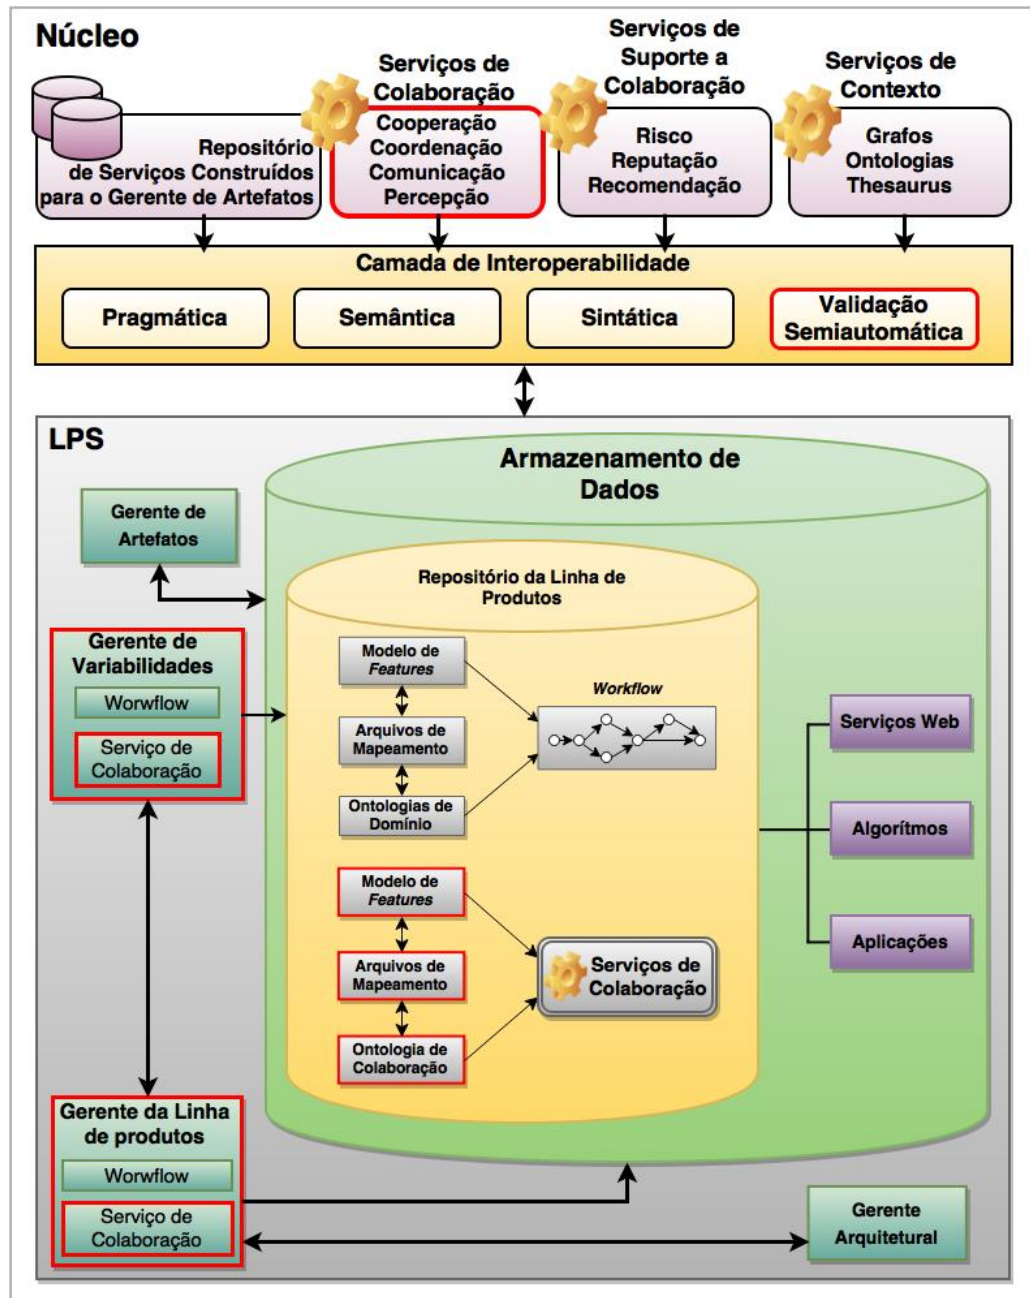 Núcleo
Repositório
de Serviços Construídos
para o Gerente de Artefatos
Serviços de
Colaboração
Cooperação
Coordenação
Comunicação
Percepção
Serviços de
Suporte a
Colaboração
Risco
Reputação
Recomendação
Serviços de
Contexto
Grafos
Ontologias
Thesaurus
Camada de Interoperabilidade
Pragmática
Semântica
Sintática
Validação
Semiautomática
LPS
Armazenamento de
Dados
Gerente de
Artefatos
Repositório da Linha de
Produtos
Gerente de
Variabilidades
Worwflow
Serviço de
Colaboração
Modelo de
Features
Arquivos de
Mapeamento
Ontologias de
Domínio
Workflow
Modelo de
Features
Arquivos de
Mapeamento
Ontologia de
Colaboração
Serviços de
Colaboração
Serviços Web
Algorítmos
Aplicações
Gerente da Linha
de produtos
Worwflow
Serviço de
Colaboração
Gerente
Arquitetural